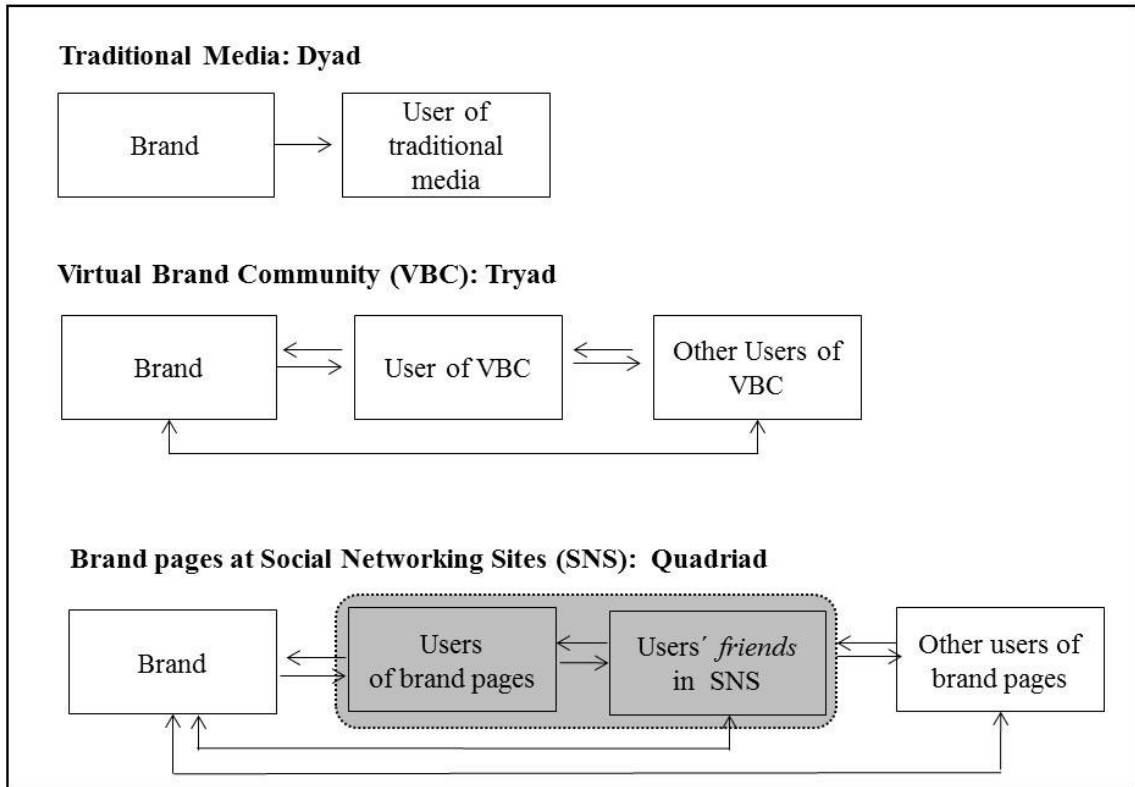 Traditional Media: Dyad
Brand
User of
traditional
media
Virtual Brand Community (VBC): Tryad
Brand
User of VBC
Other Users of
VBC
Brand pages at Social Networking Sites (SNS): Quadriad
Brand
Users
of brand pages
Users´ friends
in SNS
Other users of
brand pages